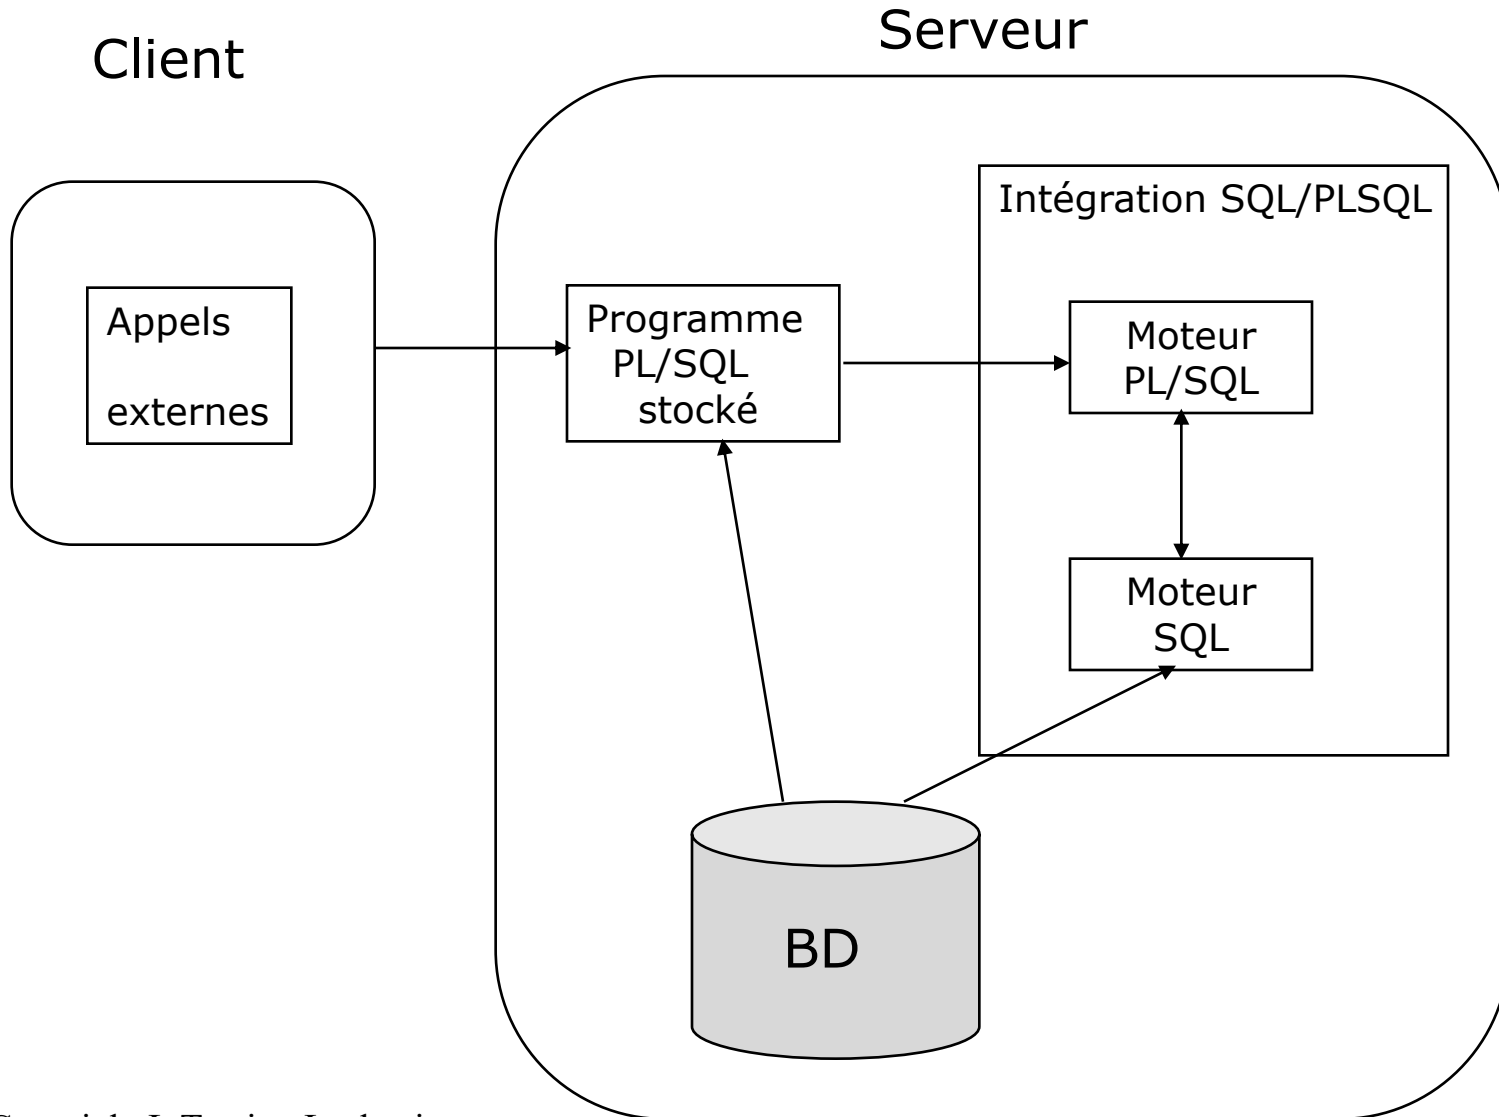 Serveur
Client
Intégration SQL/PLSQL
Appels
externes
Programme
PL/SQL
stocké
Moteur
PL/SQL
Moteur
SQL
BD